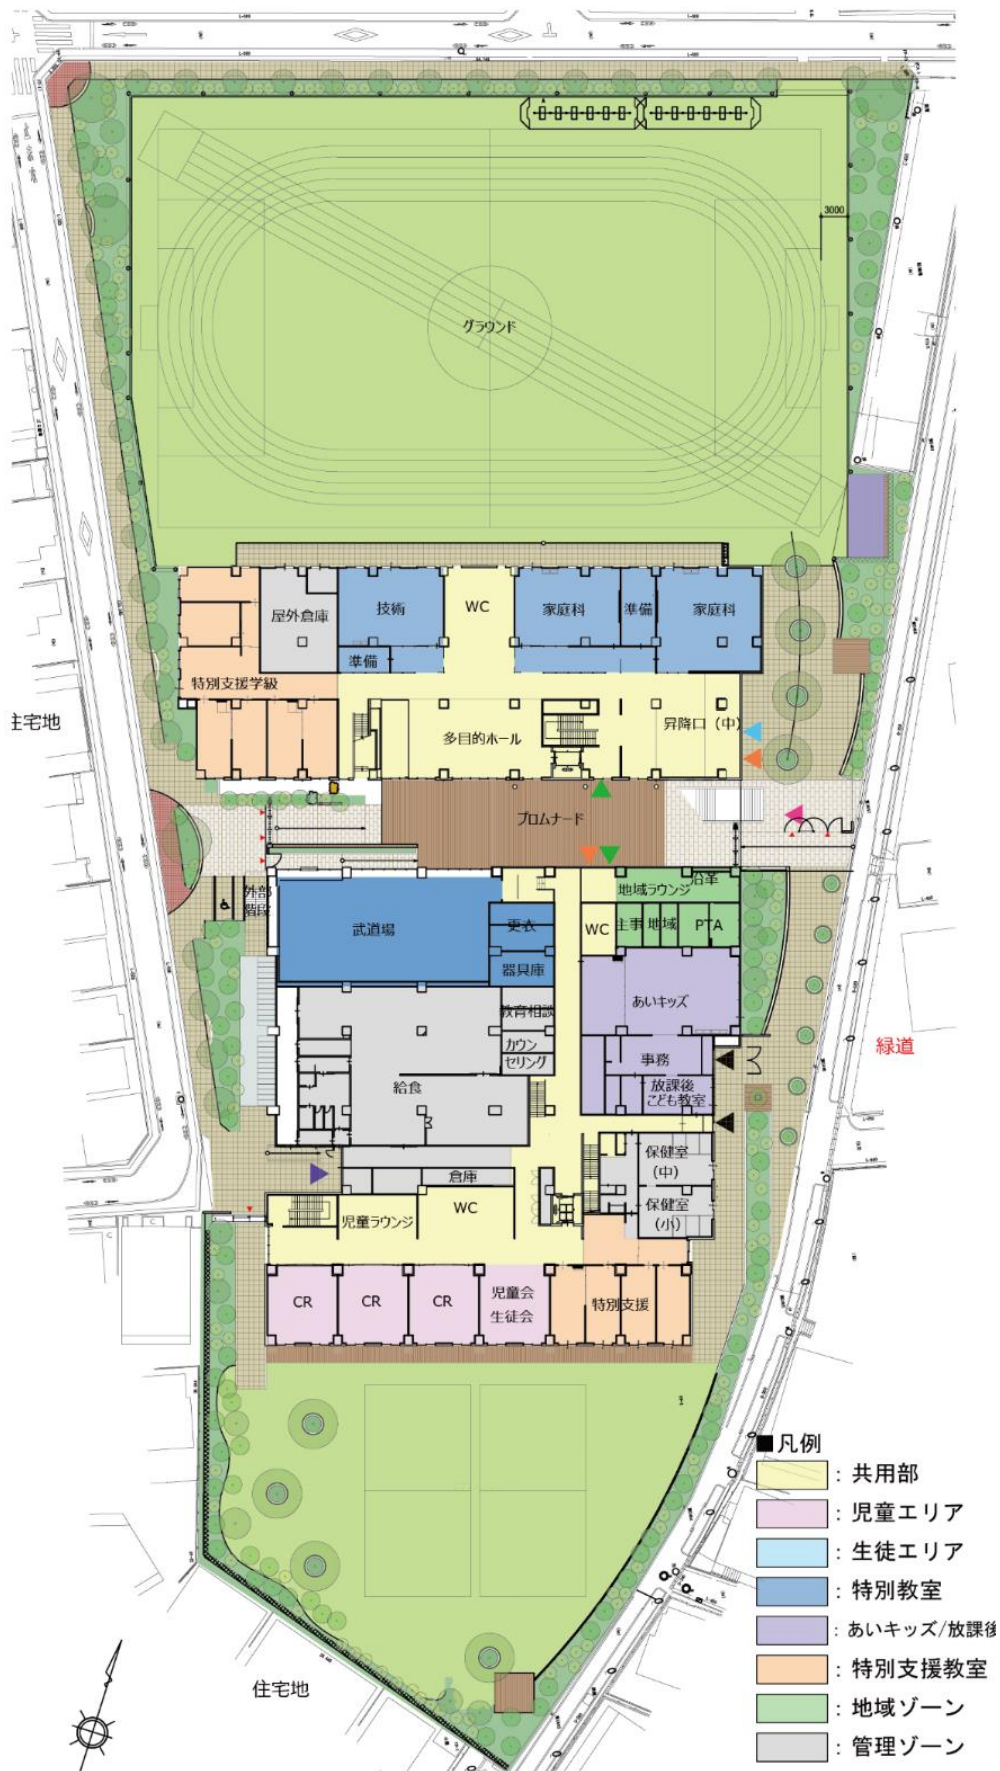 3000
グラウンド
屋外倉庫
技術
WC
家庭科
準備
家庭科
準備
特別支援学級
住宅地
多目的ホール
昇降口（中）
プロムナード
外部
階段
武道場
更衣
器具庫
地域ラウンジ
沿革
WC
主事
地域
PTA
教育相談
カウン
セリング
給食
あいキッズ
事務
放課後
こども教室
緑道
保健室
(中)
保健室
(小)
倉庫
児童ラウンジ
WC
CR
CR
CR
児童会
生徒会
特別支援
住宅地
■凡例
：共用部
：児童エリア
：生徒エリア
：特別教室
：あいキッズ/放課後
：特別支援教室
：地域ゾーン
：管理ゾーン